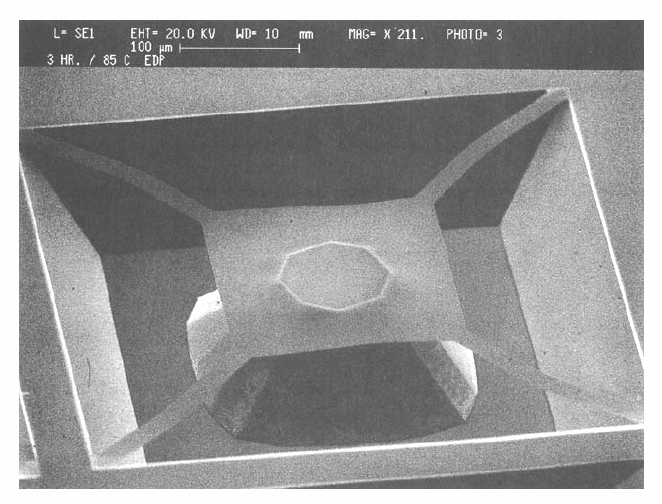 L= SE1 EHT= 20.0 KV WD= 10 mm MAG= X 211. PHOTO= 3
100 µm
3 HR. / 85 C EDP